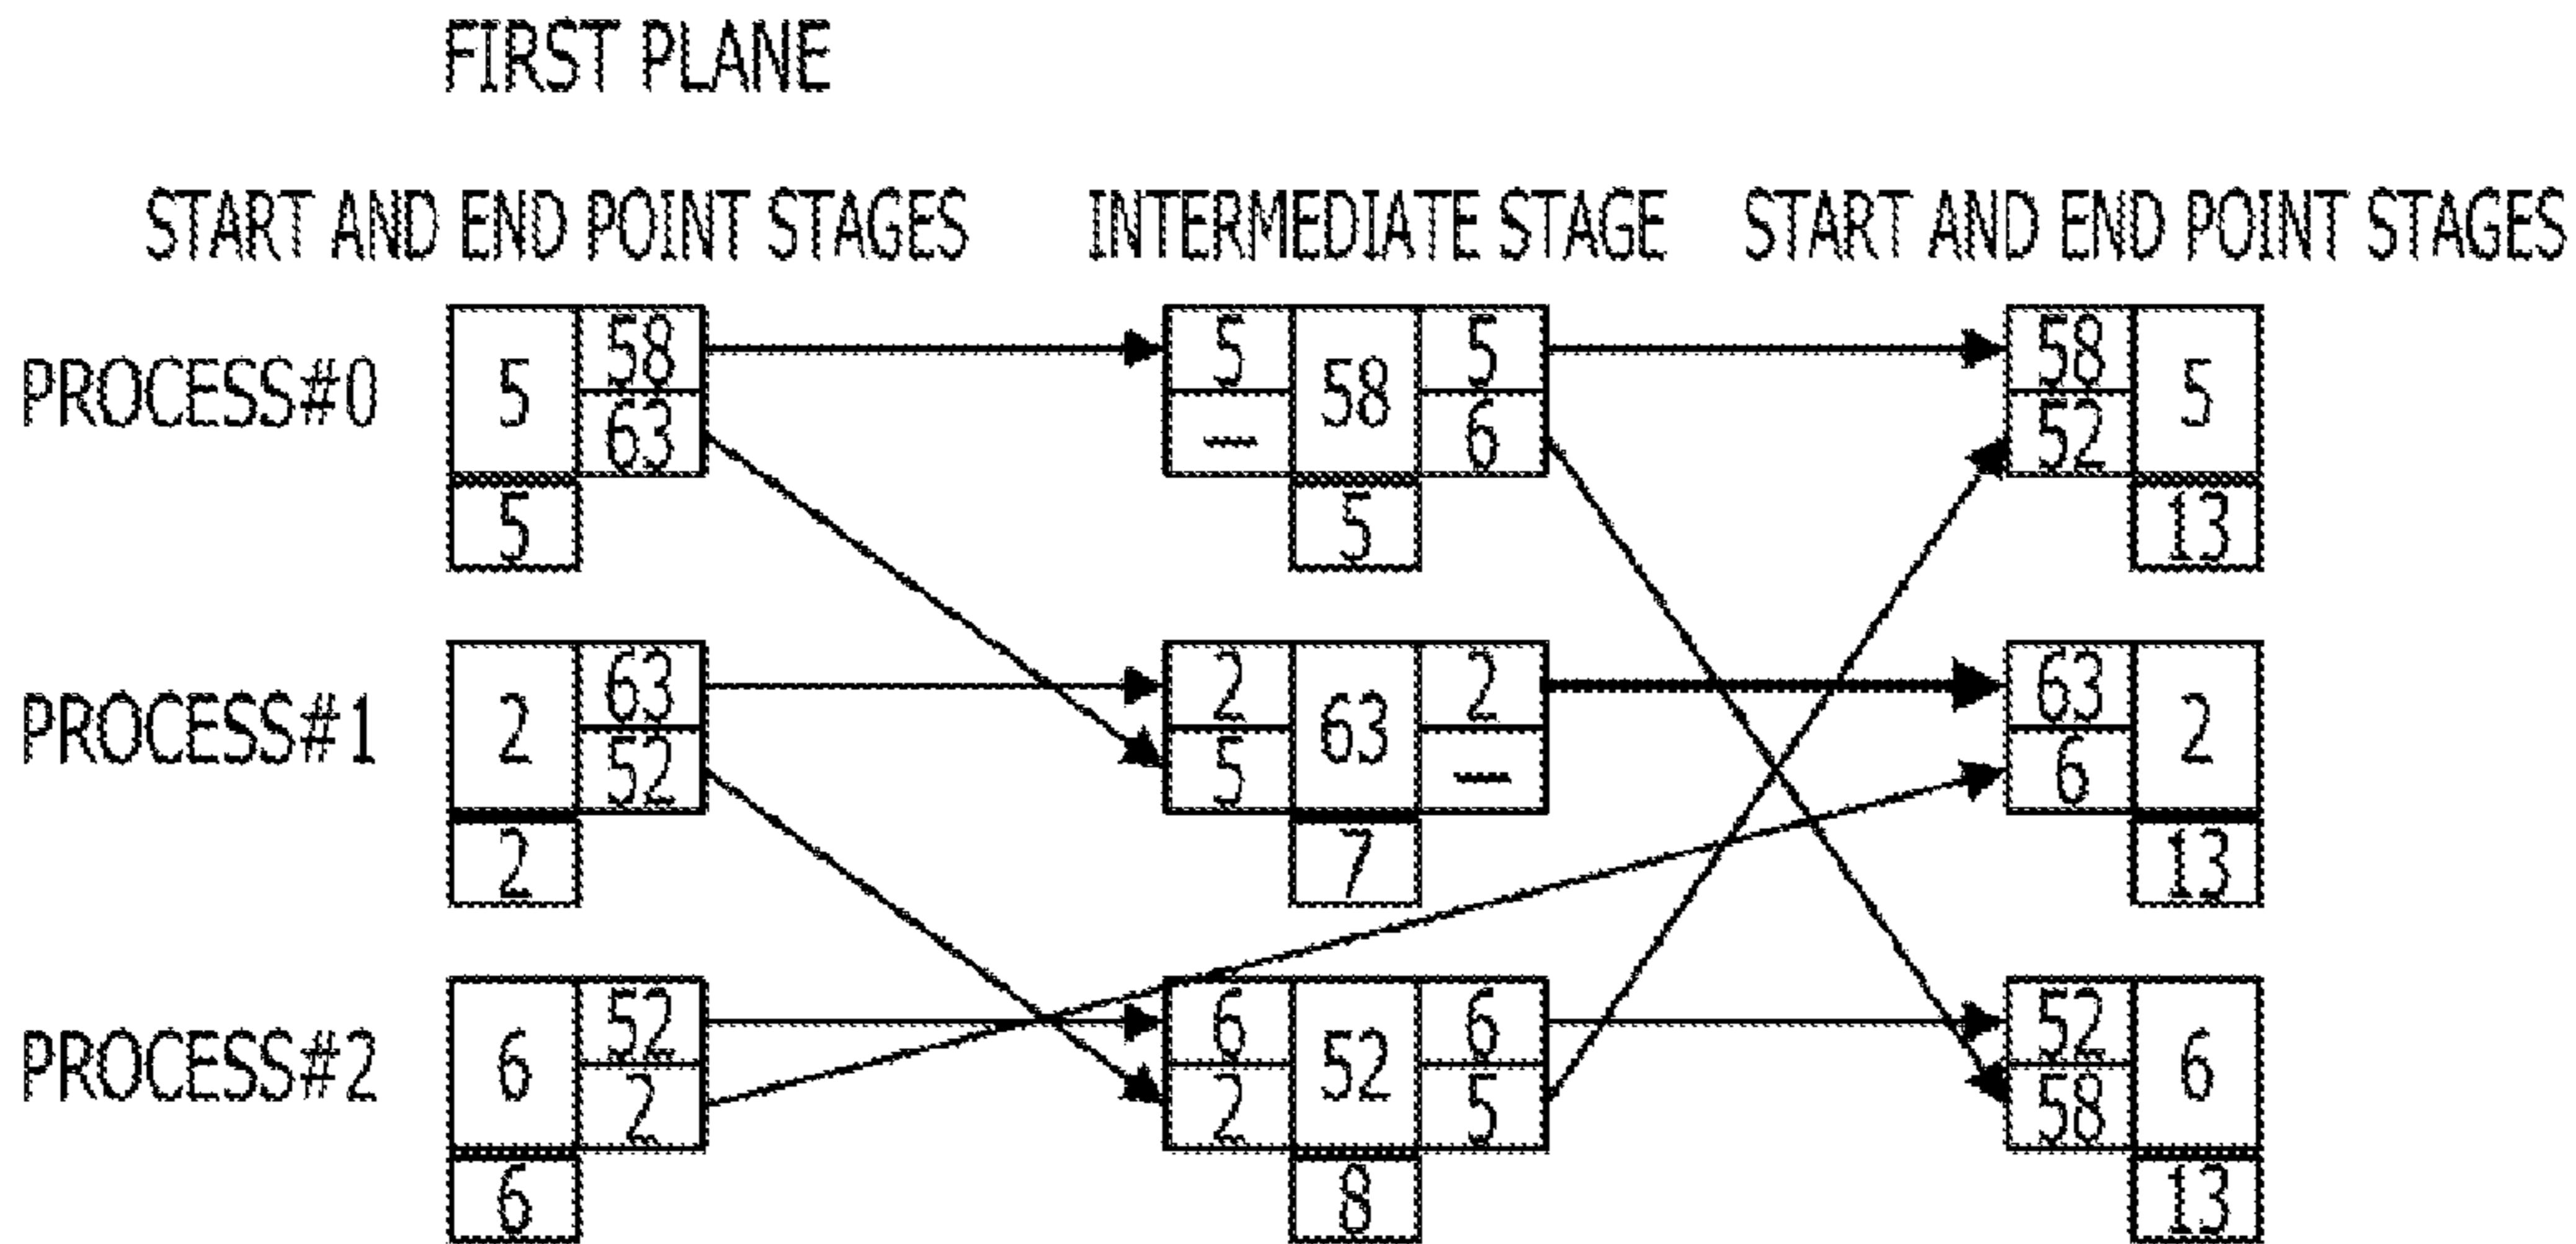 FIRST PLANE
START AND END POINT STAGES INTERMEDIATE STAGE START AND END POINT STAGES
58 5 5 58
PROCESS#0 5 58 5
63 — 6 52
5 5 13
63 2 2 63
PROCESS#1 2 63 2
52 5 — 6
2 7 13
52 6 6 52
PROCESS#2 6 52 6
2 2 5 58
6 8 13